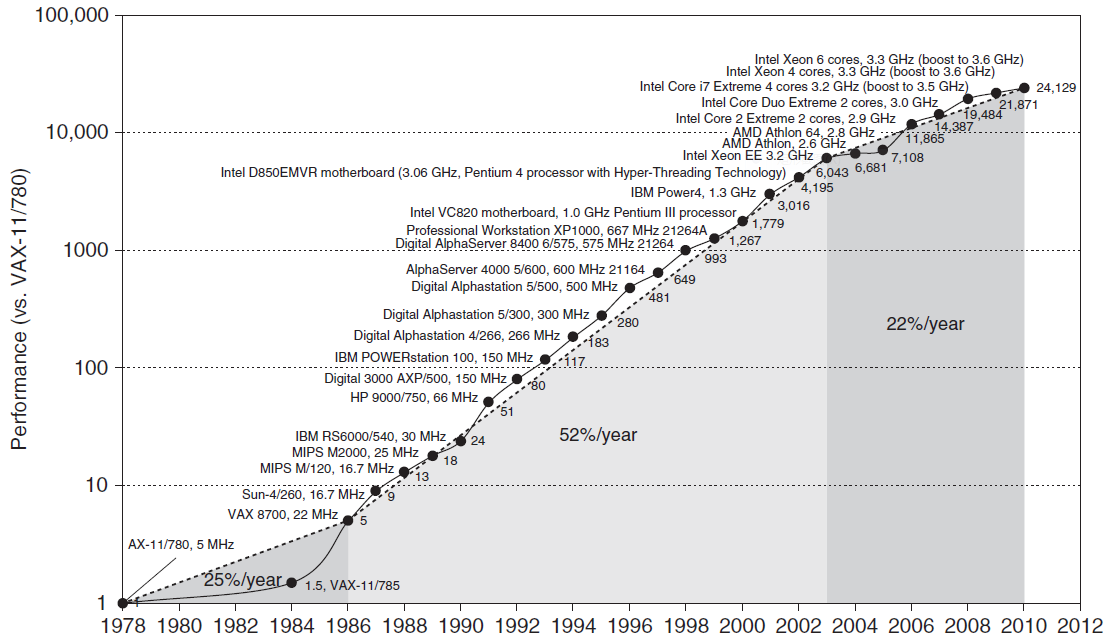 100,000
Intel Xeon 6 cores, 3.3 GHz (boost to 3.6 GHz)
Intel Xeon 4 cores, 3.3 GHz (boost to 3.6 GHz)
Intel Core i7 Extreme 4 cores 3.2 GHz (boost to 3.5 GHz)
24,129
Intel Core Duo Extreme 2 cores, 3.0 GHz
21,871
Intel Core 2 Extreme 2 cores, 2.9 GHz
19,484
10,000
AMD Athlon 64, 2.8 GHz
14,387
AMD Athlon, 2.6 GHz
11,865
Intel Xeon EE 3.2 GHz
7,108
Intel D850EMVR motherboard (3.06 GHz, Pentium 4 processor with Hyper-Threading Technology)
6,043
6,681
4,195
IBM Power4, 1.3 GHz
3,016
Intel VC820 motherboard, 1.0 GHz Pentium III processor
1,779
Professional Workstation XP1000, 667 MHz 21264A
1,267
Digital AlphaServer 8400 6/575, 575 MHz 21264
1000
993
AlphaServer 4000 5/600, 600 MHz 21164
649
Digital Alphastation 5/500, 500 MHz
481
Digital Alphastation 5/300, 300 MHz
280
22%/year
Digital Alphastation 4/266, 266 MHz
183
IBM POWERstation 100, 150 MHz
117
100
Digital 3000 AXP/500, 150 MHz
80
HP 9000/750, 66 MHz
51
IBM RS6000/540, 30 MHz
24
52%/year
MIPS M2000, 25 MHz
18
MIPS M/120, 16.7 MHz
13
10
Sun-4/260, 16.7 MHz
9
VAX 8700, 22 MHz
5
AX-11/780, 5 MHz
25%/year
1.5, VAX-11/785
1
1
Performance (vs. VAX-11/780)
1978 1980 1982 1984 1986 1988 1990 1992 1994 1996 1998 2000 2002 2004 2006 2008 2010 2012